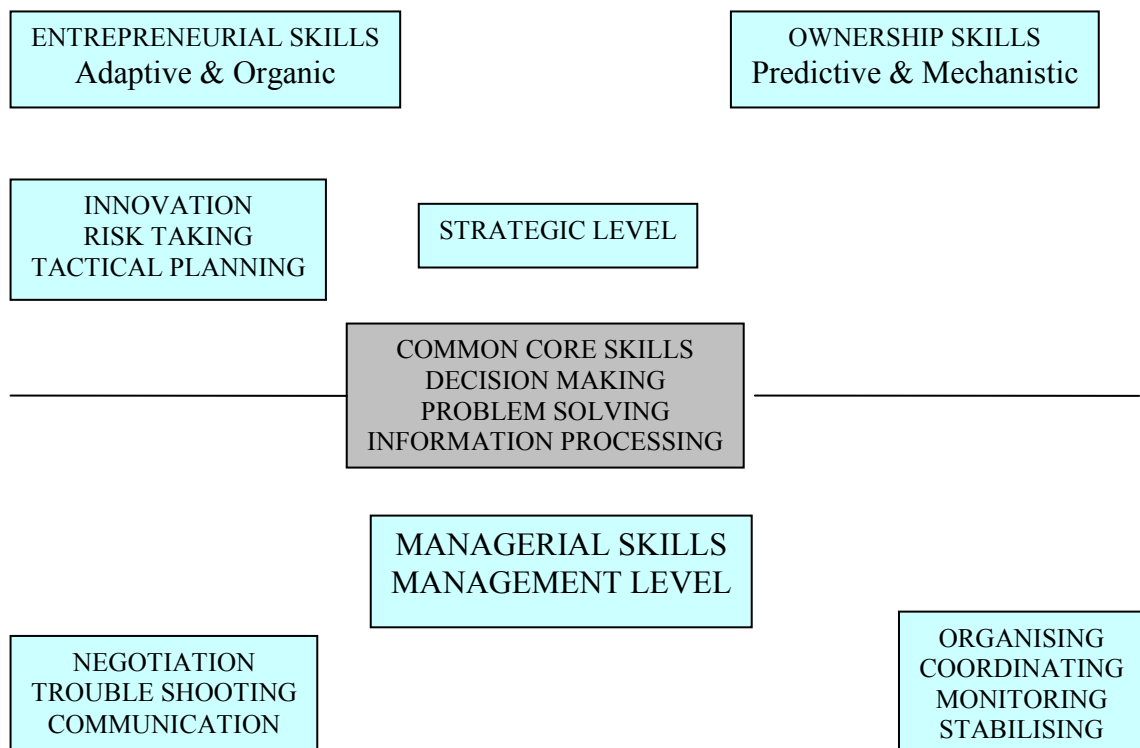 ENTREPRENEURIAL SKILLS
Adaptive & Organic
OWNERSHIP SKILLS
Predictive & Mechanistic
INNOVATION
RISK TAKING
TACTICAL PLANNING
STRATEGIC LEVEL
COMMON CORE SKILLS
DECISION MAKING
PROBLEM SOLVING
INFORMATION PROCESSING
MANAGERIAL SKILLS
MANAGEMENT LEVEL
NEGOTIATION
TROUBLE SHOOTING
COMMUNICATION
ORGANISING
COORDINATING
MONITORING
STABILISING